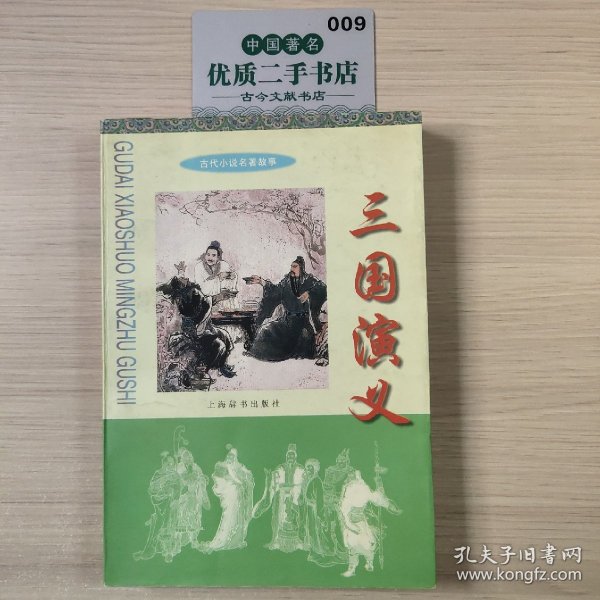 009
中国著名
优质二手书店
古今文献书店
古代小说名著故事
GUDAI XIAOSHUO MINGZHU GUSHI
三国演义
上海辞书出版社
孔夫子旧书网
www.kongfz.com